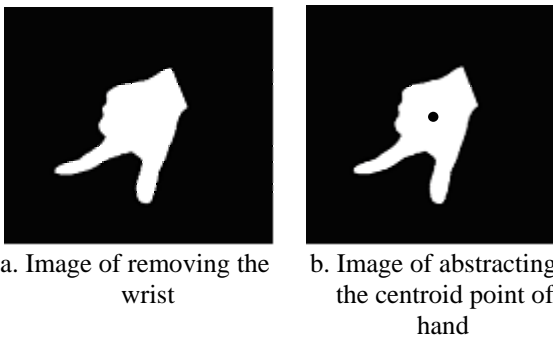 a. Image of removing the
wrist
b. Image of abstracting
the centroid point of
hand